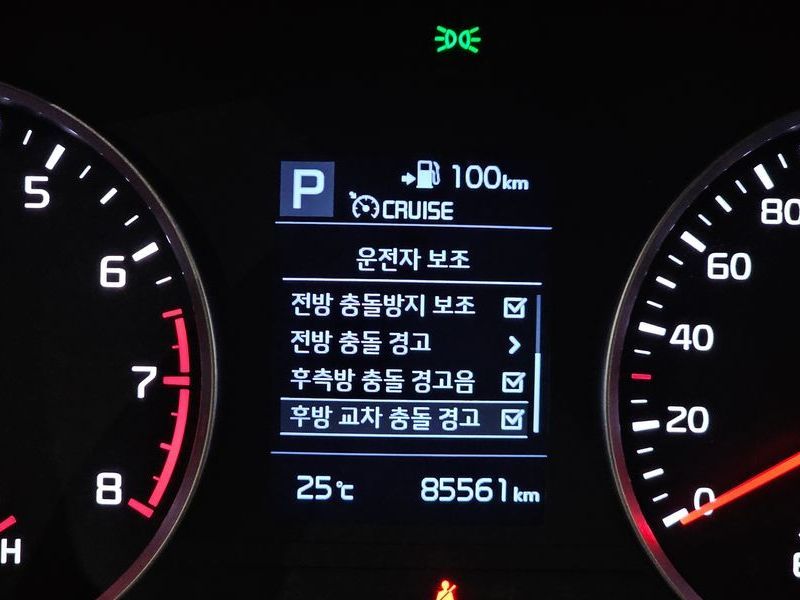 P
100km
CRUISE
운전자 보조
전방 충돌방지 보조
전방 충돌 경고
후측방 충돌 경고음
후방 교차 충돌 경고
25℃
85561km
5
6
7
8
H
80
60
40
20
0